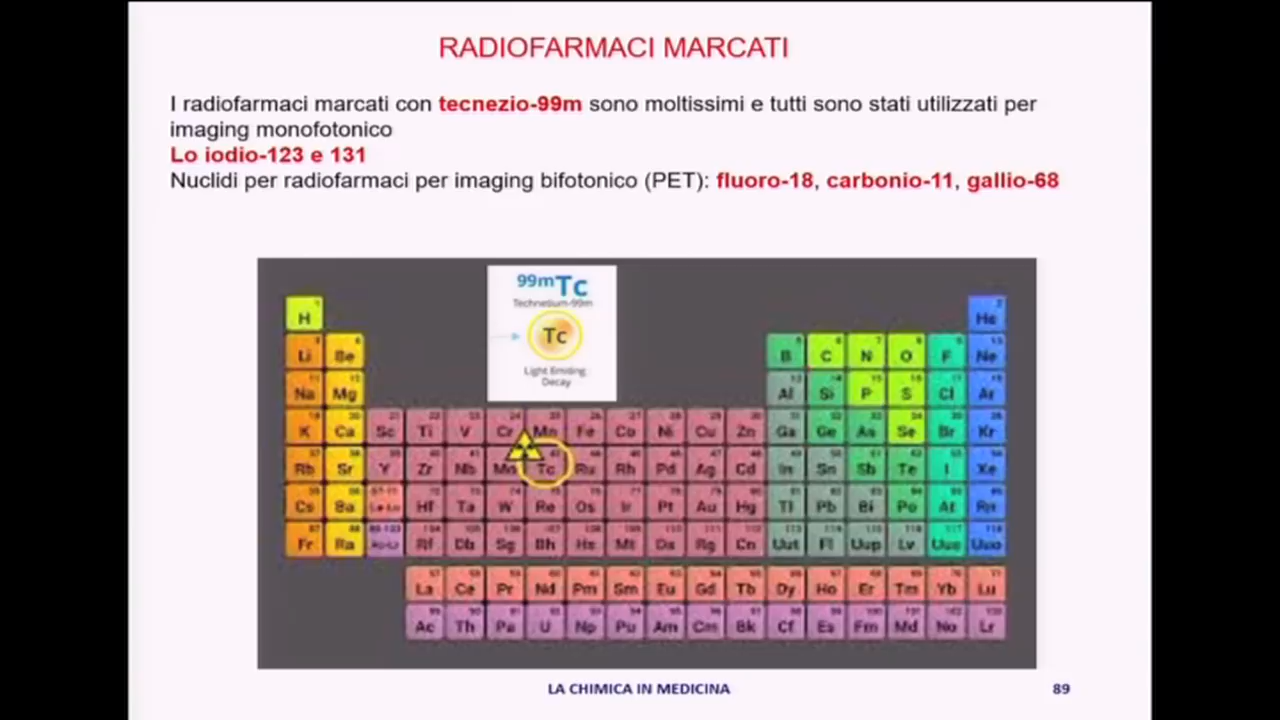 RADIOFARMACI MARCATI
I radiofarmaci marcati con tecnezio-99m sono moltissimi e tutti sono stati utilizzati per
imaging monofotonico
Lo iodio-123 e 131
Nuclidi per radiofarmaci per imaging bifotonico (PET): fluoro-18, carbonio-11, gallio-68
99mTc
Technetium-99m
Tc
Light Emiting
Decay
H He
Li Be B C N O F Ne
Na Mg Al Si P S Cl Ar
K Ca Sc Ti V Cr Mn Fe Co Ni Cu Zn Ga Ge As Se Br Kr
Rb Sr Y Zr Nb Mo Tc Ru Rh Pd Ag Cd In Sn Sb Te I Xe
Cs Ba La-Lu Hf Ta W Re Os Ir Pt Au Hg Tl Pb Bi Po At Rn
Fr Ra Rf Db Sg Bh Hs Mt Ds Rg Cn Uut Fl Uup Lv Uus Uuo
La Ce Pr Nd Pm Sm Eu Gd Tb Dy Ho Er Tm Yb Lu
Ac Th Pa U Np Pu Am Cm Bk Cf Es Fm Md No Lr
LA CHIMICA IN MEDICINA
89